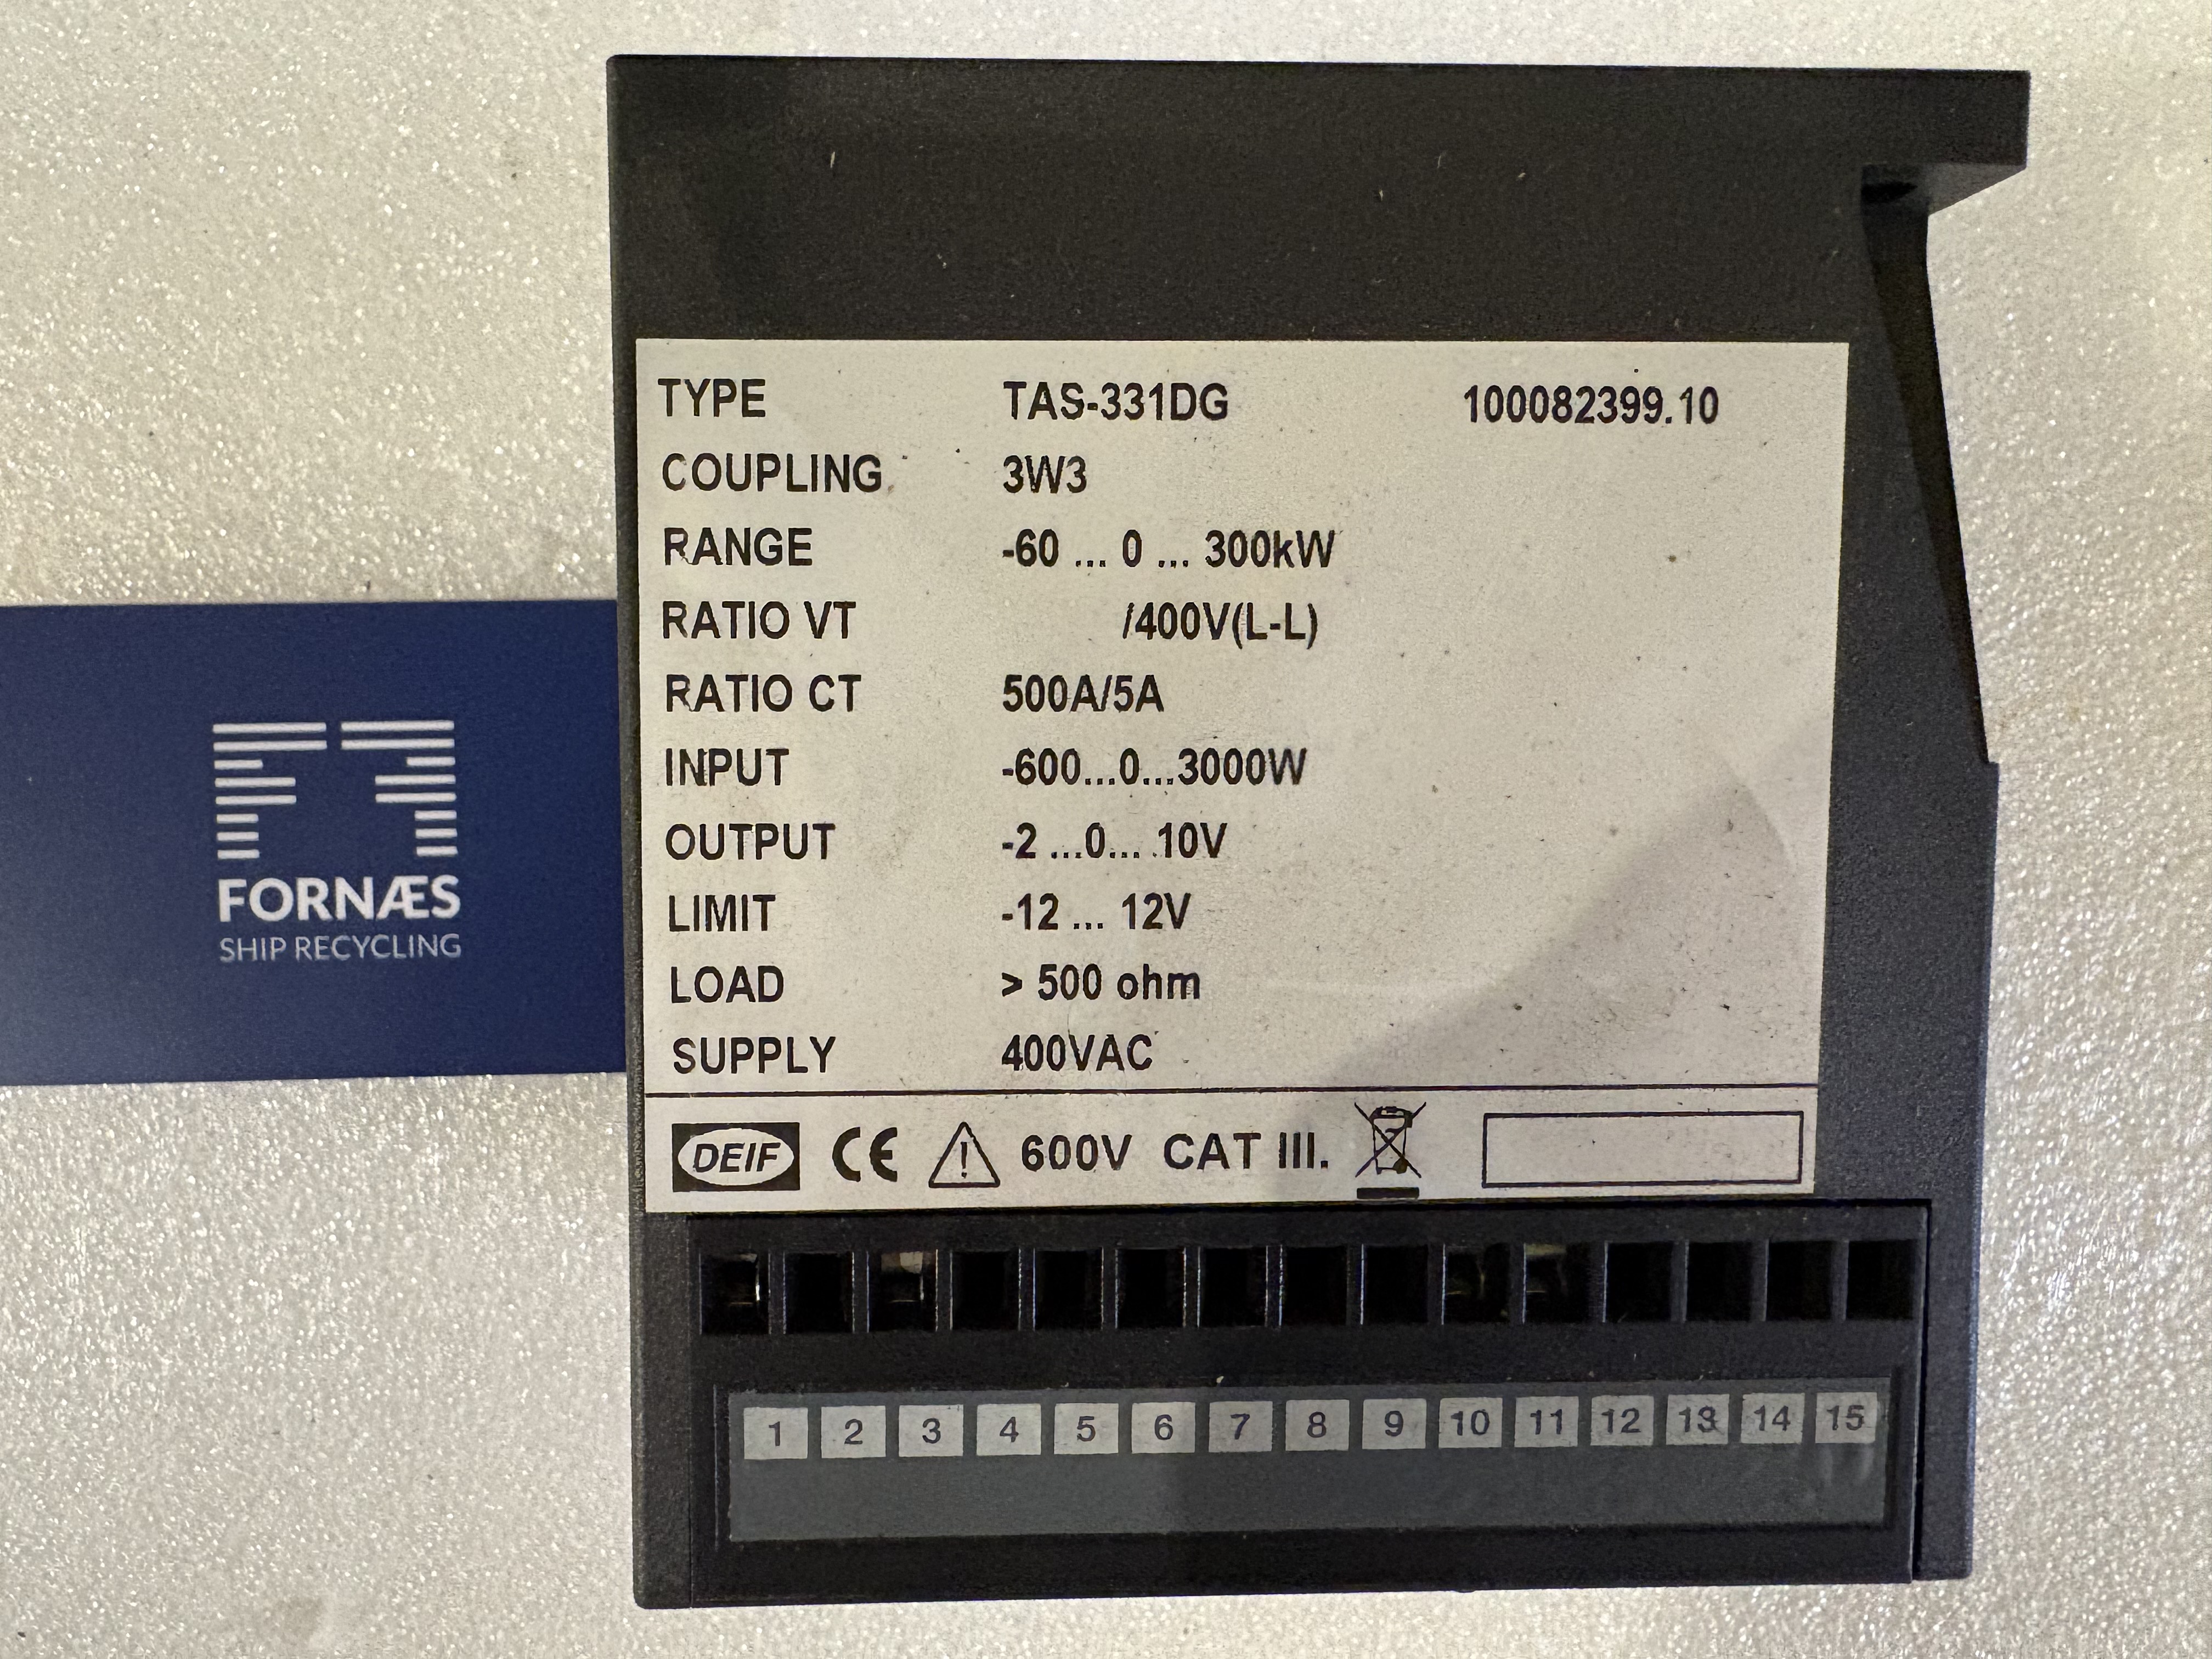 TYPE TAS-331DG 100082399.10
COUPLING 3W3
RANGE -60 ... 0 ... 300kW
RATIO VT /400V(L-L)
RATIO CT 500A/5A
INPUT -600...0...3000W
OUTPUT -2 ...0... 10V
LIMIT -12 ... 12V
LOAD > 500 ohm
SUPPLY 400VAC
DEIF CE 600V CAT III.
1 2 3 4 5 6 7 8 9 10 11 12 13 14 15
FORNÆS
SHIP RECYCLING